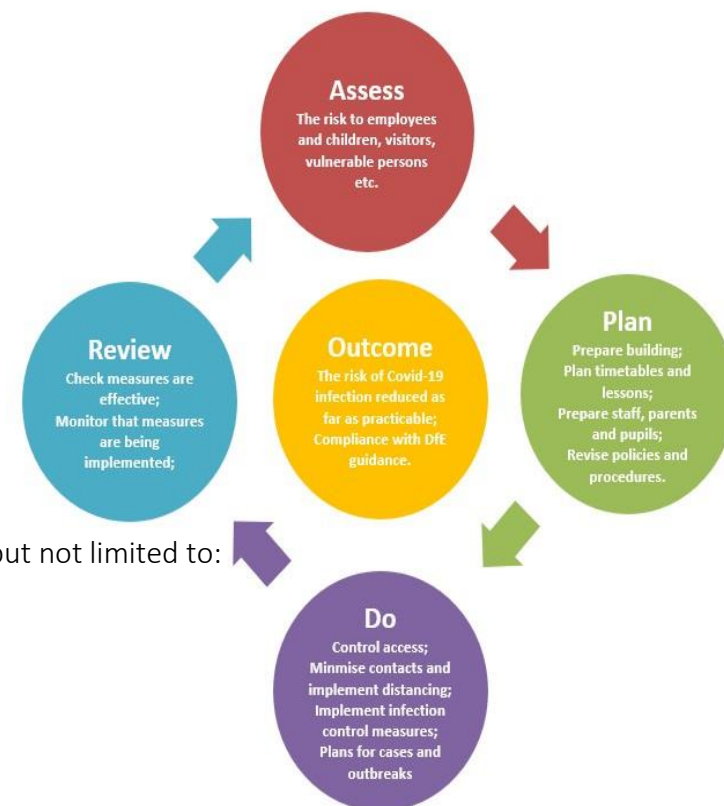 Assess
The risk to employees
and children, visitors,
vulnerable persons
etc.
Review
Check measures are
effective;
Monitor that measures
are being
implemented;
Outcome
The risk of Covid-19
infection reduced as
far as practicable;
Compliance with DfE
guidance.
Plan
Prepare building;
Plan timetables and
lessons;
Prepare staff, parents
and pupils;
Revise policies and
procedures.
but not limited to:
Do
Control access;
Minmise contacts and
implement distancing;
Implement infection
control measures;
Plans for cases and
outbreaks